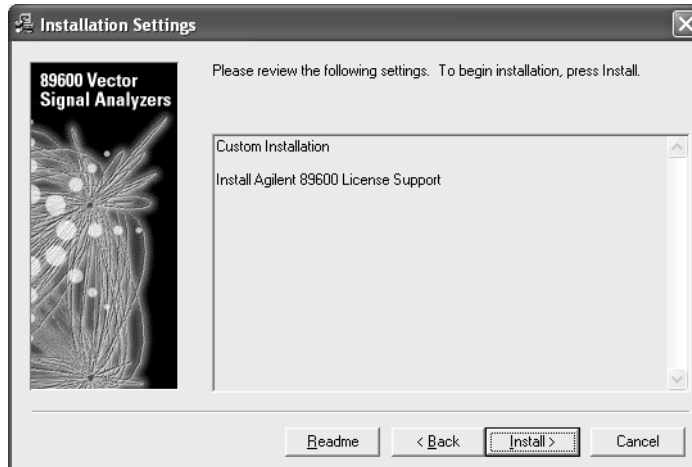 Installation Settings
89600 Vector
Signal Analyzers
Please review the following settings.  To begin installation, press Install.
Custom Installation
Install Agilent 89600 License Support
Readme
< Back
Install >
Cancel